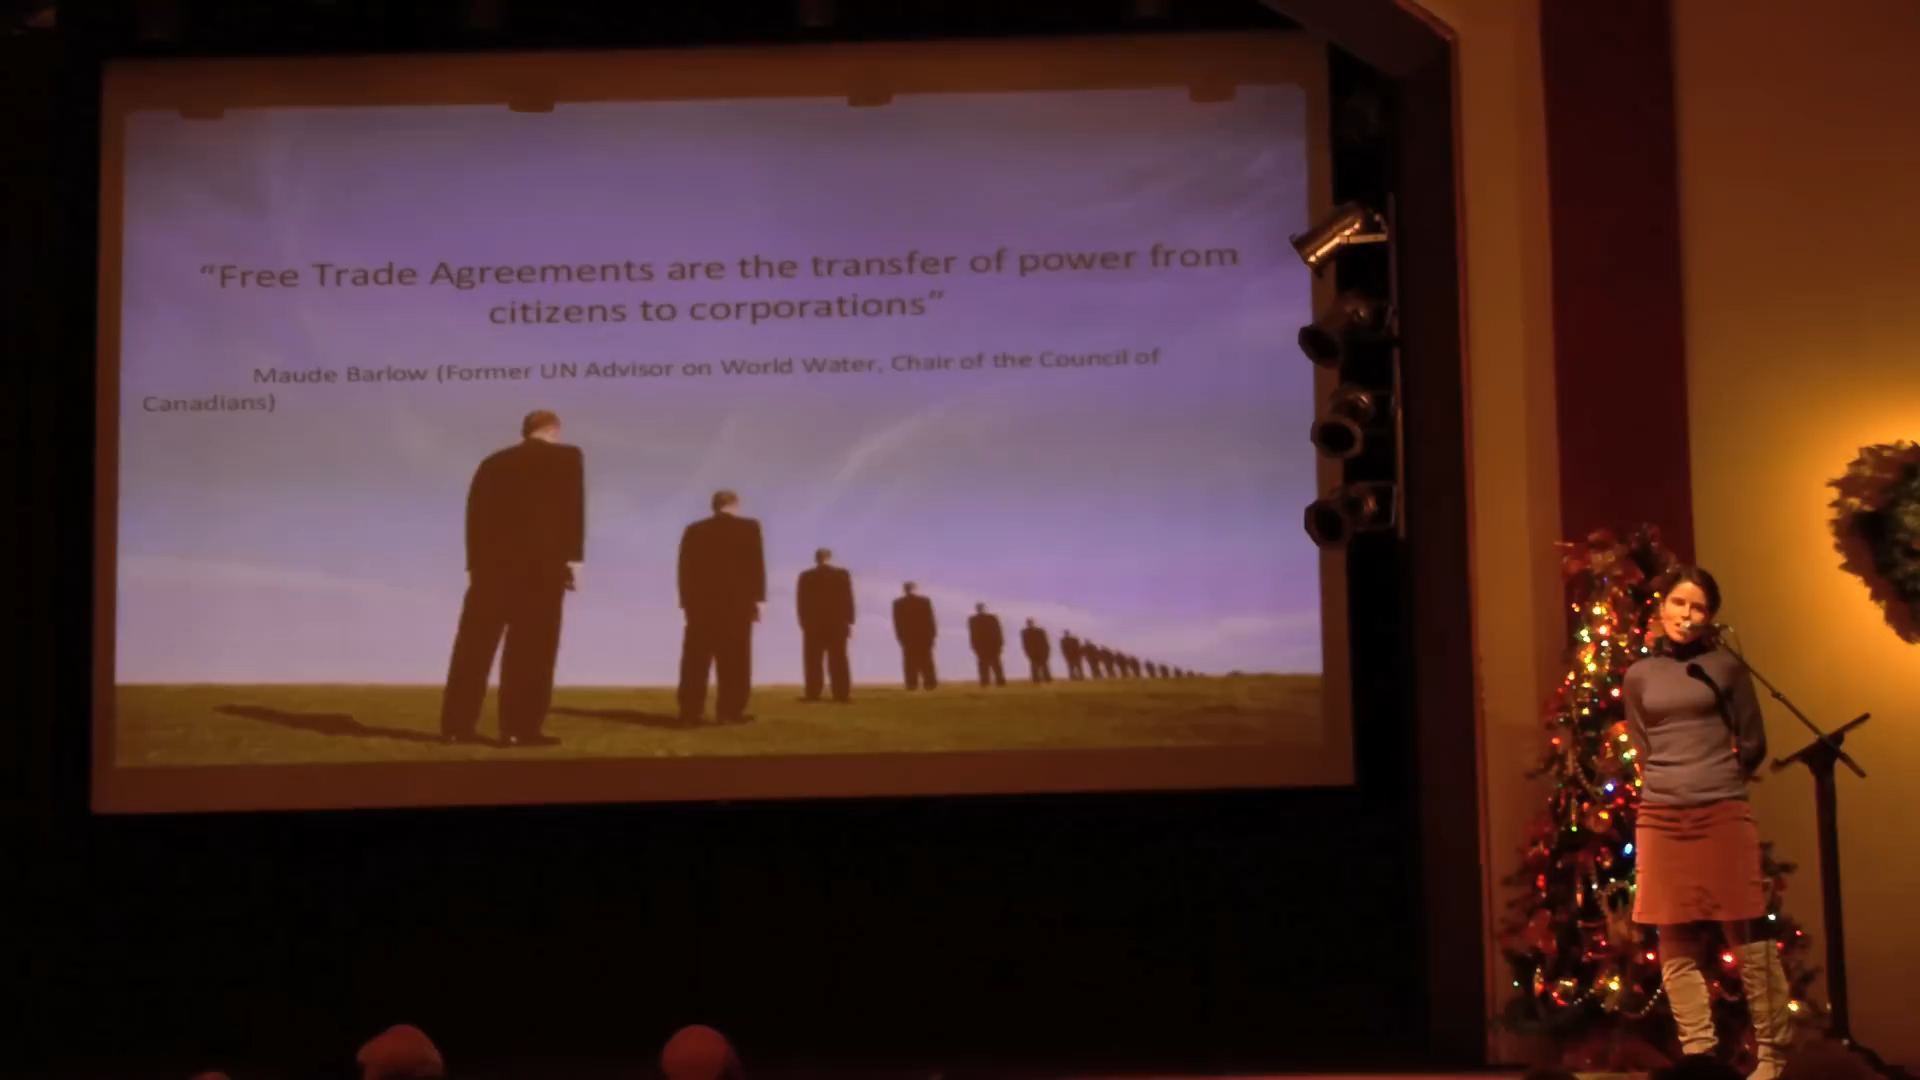 “Free Trade Agreements are the transfer of power from
citizens to corporations”
Maude Barlow (Former UN Advisor on World Water, Chair of the Council of
Canadians)